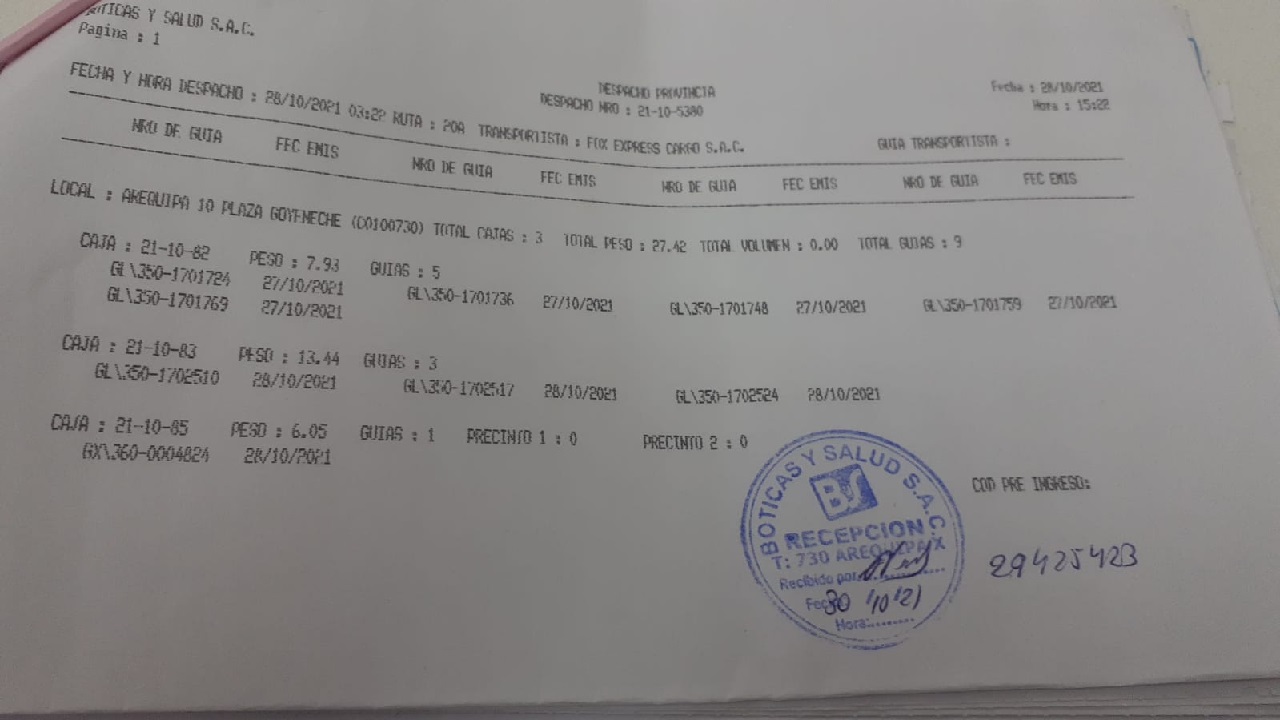 BOTICAS Y SALUD S.A.C.
Pagina : 1
DESPACHO PROVINCIA
Fecha : 28/10/2021
DESPACHO NRO : 21-10-5380
Hora : 15:22
FECHA Y HORA DESPACHO : 28/10/2021 03:22 RUTA : 20A TRANSPORTISTA : FOX EXPRESS CARGO S.A.C. GUIA TRANSPORTISTA :
NRO DE GUIA FEC EMIS NRO DE GUIA FEC EMIS NRO DE GUIA FEC EMIS NRO DE GUIA FEC EMIS
LOCAL : AREQUIPA 10 PLAZA GOYENECHE (C0100730) TOTAL CAJAS : 3 TOTAL PESO : 27.42 TOTAL VOLUMEN : 0.00 TOTAL GUIAS : 9
CAJA : 21-10-82 PESO : 7.93 GUIAS : 5
GL\350-1701724 27/10/2021 GL\350-1701736 27/10/2021 GL\350-1701748 27/10/2021 GL\350-1701759 27/10/2021
GL\350-1701769 27/10/2021
CAJA : 21-10-83 PESO : 13.44 GUIAS : 3
GL\350-1702510 28/10/2021 GL\350-1702517 28/10/2021 GL\350-1702524 28/10/2021
CAJA : 21-10-85 PESO : 6.05 GUIAS : 1 PRECINTO 1 : 0 PRECINTO 2 : 0
GX\360-0004824 28/10/2021
COD PRE INGRESO:
29425423
BOTICAS Y SALUD S.A.C.
BS
RECEPCION
T: 730 AREQUIPA X
Recibido por:
Fecha 30/10/21
Hora:.........